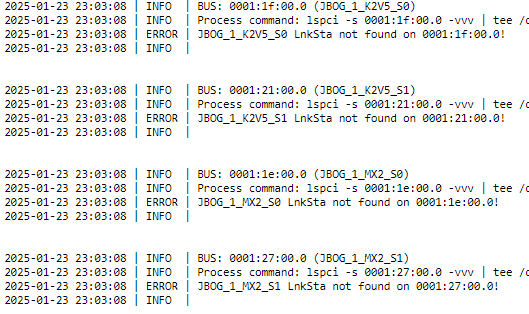 2025-01-23 23:03:08 | INFO  | BUS: 0001:1f:00.0 (JBOG_1_K2V5_S0)
2025-01-23 23:03:08 | INFO  | Process command: lspci -s 0001:1f:00.0 -vvv | tee /
2025-01-23 23:03:08 | ERROR | JBOG_1_K2V5_S0 LnkSta not found on 0001:1f:00.0!
2025-01-23 23:03:08 | INFO  |
2025-01-23 23:03:08 | INFO  | BUS: 0001:21:00.0 (JBOG_1_K2V5_S1)
2025-01-23 23:03:08 | INFO  | Process command: lspci -s 0001:21:00.0 -vvv | tee /
2025-01-23 23:03:08 | ERROR | JBOG_1_K2V5_S1 LnkSta not found on 0001:21:00.0!
2025-01-23 23:03:08 | INFO  |
2025-01-23 23:03:08 | INFO  | BUS: 0001:1e:00.0 (JBOG_1_MX2_S0)
2025-01-23 23:03:08 | INFO  | Process command: lspci -s 0001:1e:00.0 -vvv | tee /
2025-01-23 23:03:08 | ERROR | JBOG_1_MX2_S0 LnkSta not found on 0001:1e:00.0!
2025-01-23 23:03:08 | INFO  |
2025-01-23 23:03:08 | INFO  | BUS: 0001:27:00.0 (JBOG_1_MX2_S1)
2025-01-23 23:03:08 | INFO  | Process command: lspci -s 0001:27:00.0 -vvv | tee /
2025-01-23 23:03:08 | ERROR | JBOG_1_MX2_S1 LnkSta not found on 0001:27:00.0!
2025-01-23 23:03:08 | INFO  |